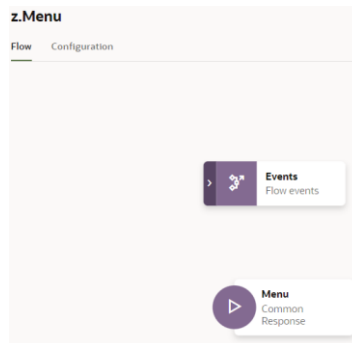 z.Menu
Flow Configuration
Events
Flow events
Menu
Common
Response